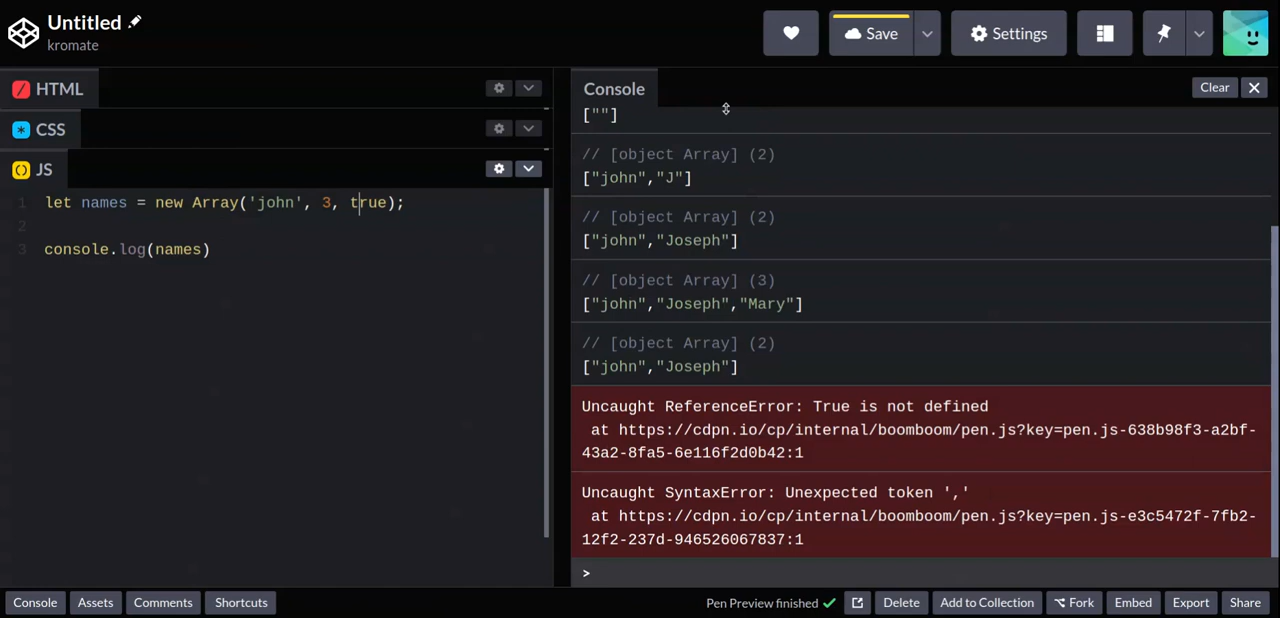 Untitled
kromate
Save
Settings
HTML
CSS
JS
1 let names = new Array('john', 3, true);
2
3 console.log(names)
Console
Clear
[""]
// [object Array] (2)
["john","J"]
// [object Array] (2)
["john","Joseph"]
// [object Array] (3)
["john","Joseph","Mary"]
// [object Array] (2)
["john","Joseph"]
Uncaught ReferenceError: True is not defined
at https://cdpn.io/cp/internal/boomboom/pen.js?key=pen.js-638b98f3-a2bf-
43a2-8fa5-6e116f2d0b42:1
Uncaught SyntaxError: Unexpected token ','
at https://cdpn.io/cp/internal/boomboom/pen.js?key=pen.js-e3c5472f-7fb2-
12f2-237d-946526067837:1
>
Console Assets Comments Shortcuts
Pen Preview finished Delete Add to Collection Fork Embed Export Share